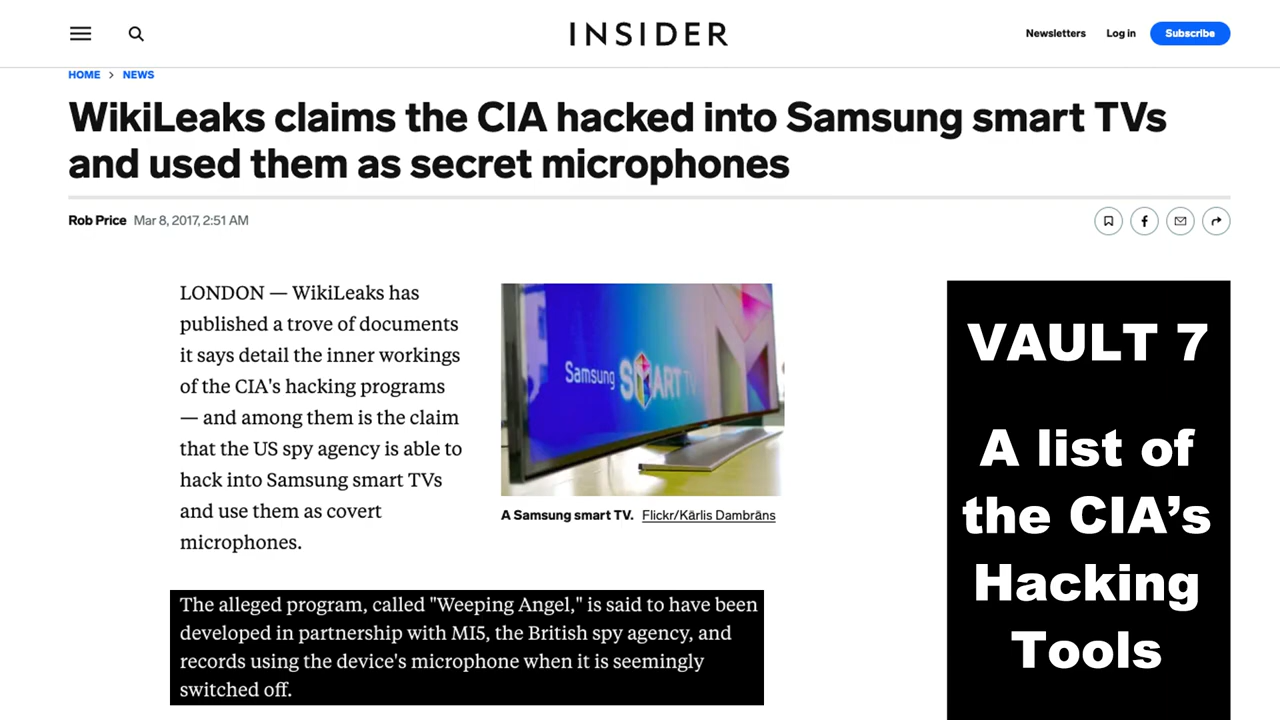 INSIDER
Newsletters
Log in
Subscribe
HOME > NEWS
WikiLeaks claims the CIA hacked into Samsung smart TVs
and used them as secret microphones
Rob Price Mar 8, 2017, 2:51 AM
LONDON — WikiLeaks has
published a trove of documents
it says detail the inner workings
of the CIA's hacking programs
— and among them is the claim
that the US spy agency is able to
hack into Samsung smart TVs
and use them as covert
microphones.
Samsung SMART TV
A Samsung smart TV. Flickr/Kārlis Dambrāns
The alleged program, called "Weeping Angel," is said to have been
developed in partnership with MI5, the British spy agency, and
records using the device's microphone when it is seemingly
switched off.
VAULT 7
A list of
the CIA’s
Hacking
Tools